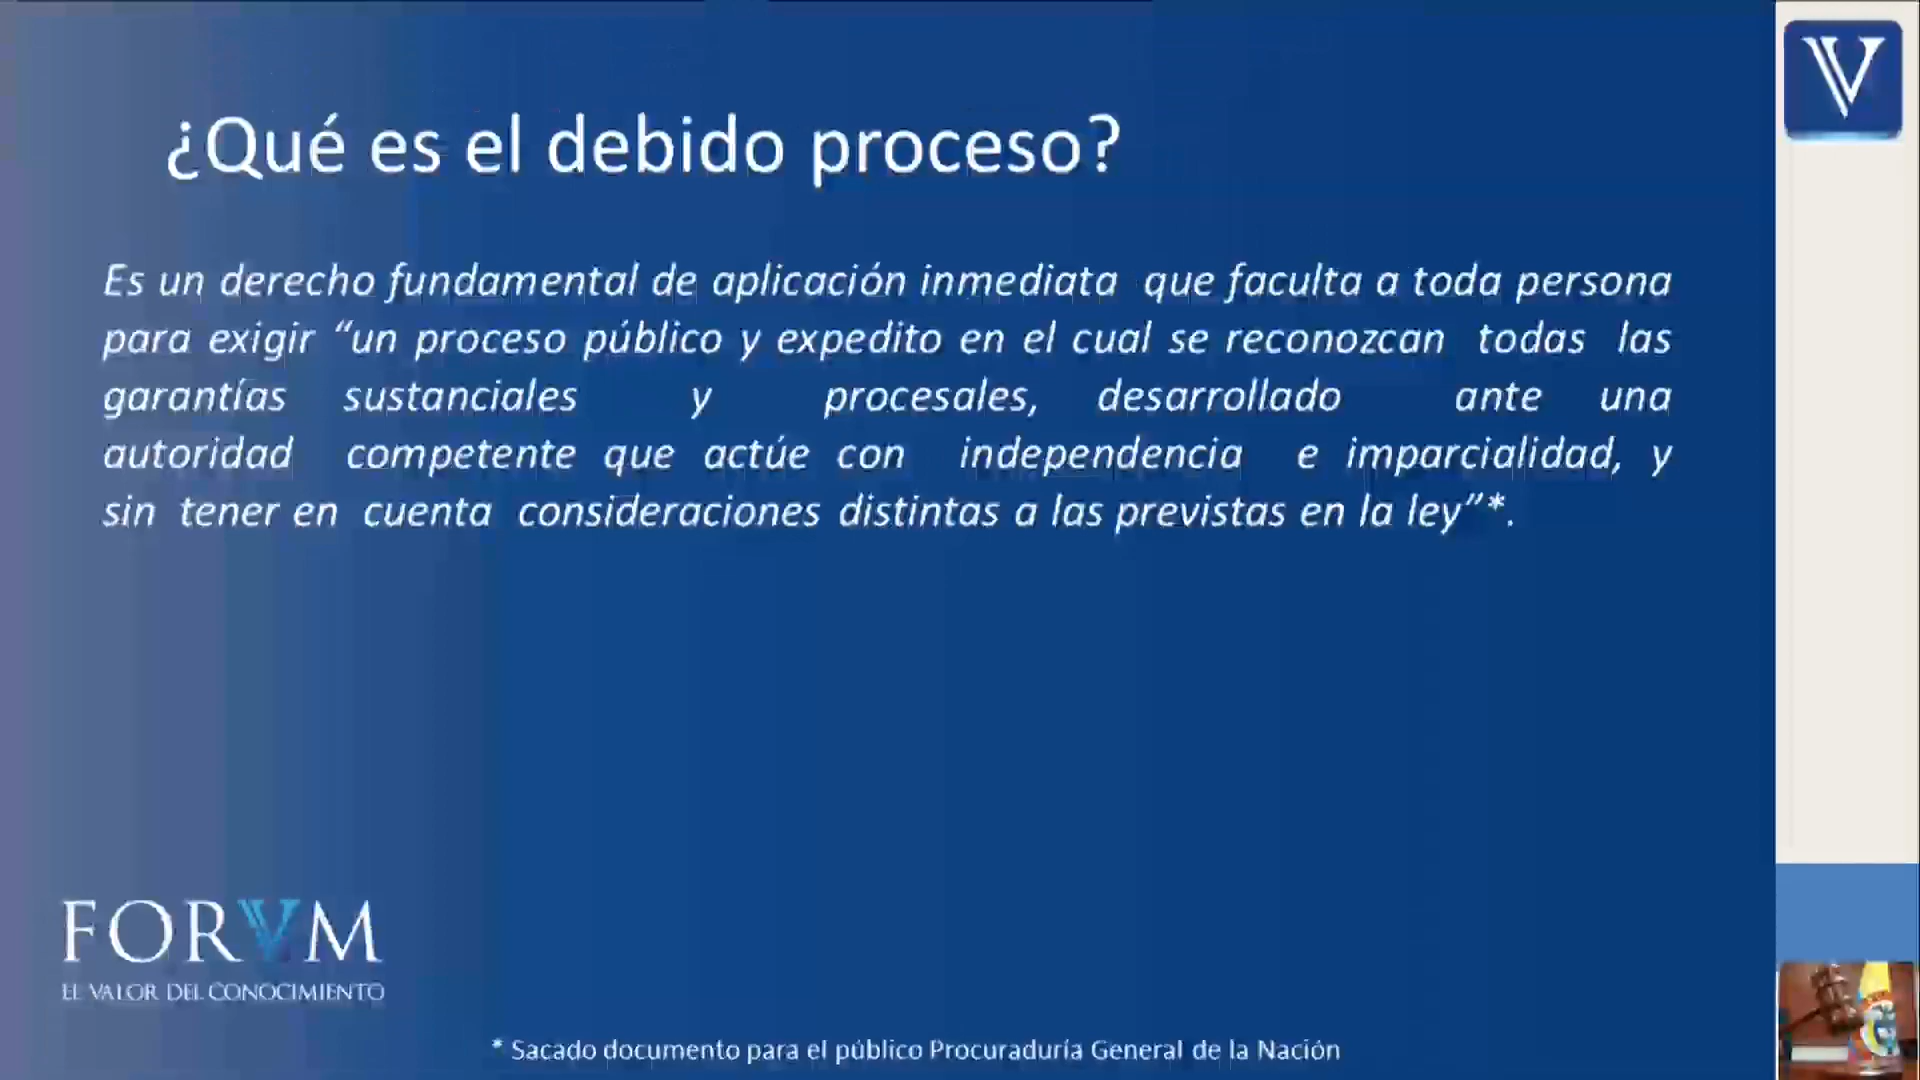 ¿Qué es el debido proceso?
Es un derecho fundamental de aplicación inmediata que faculta a toda persona
para exigir “un proceso público y expedito en el cual se reconozcan todas las
garantías sustanciales y procesales, desarrollado ante una
autoridad competente que actúe con independencia e imparcialidad, y
sin tener en cuenta consideraciones distintas a las previstas en la ley”*.
FORVM
EL VALOR DEL CONOCIMIENTO
* Sacado documento para el público Procuraduría General de la Nación
V